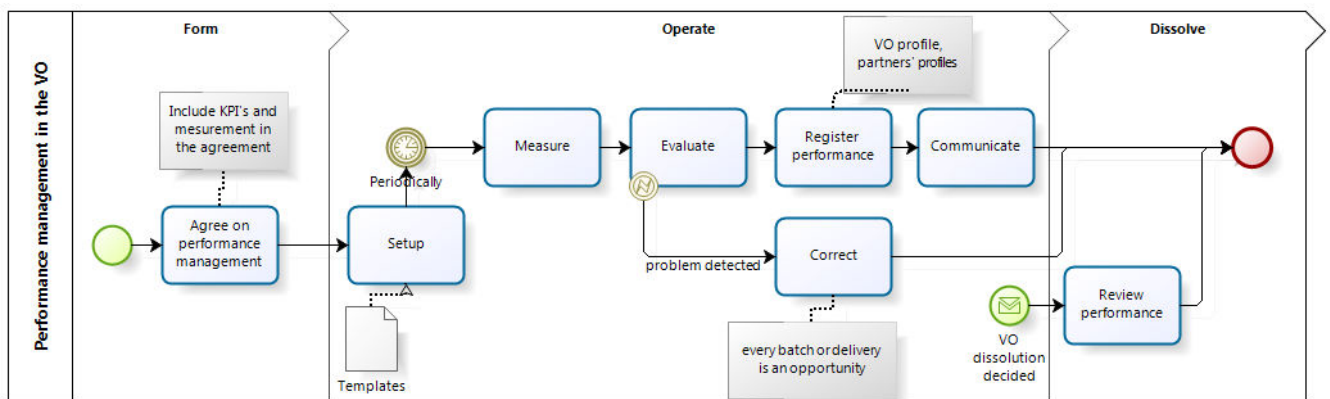 Performance management in the VO
Form
Operate
Dissolve
Include KPI's and
mesurement in
the agreement
VO profile,
partners' profiles
Measure
Evaluate
Register
performance
Communicate
Periodically
Agree on
performance
management
Setup
problem detected
Correct
Review
performance
Templates
every batch or delivery
is an opportunity
VO
dissolution
decided